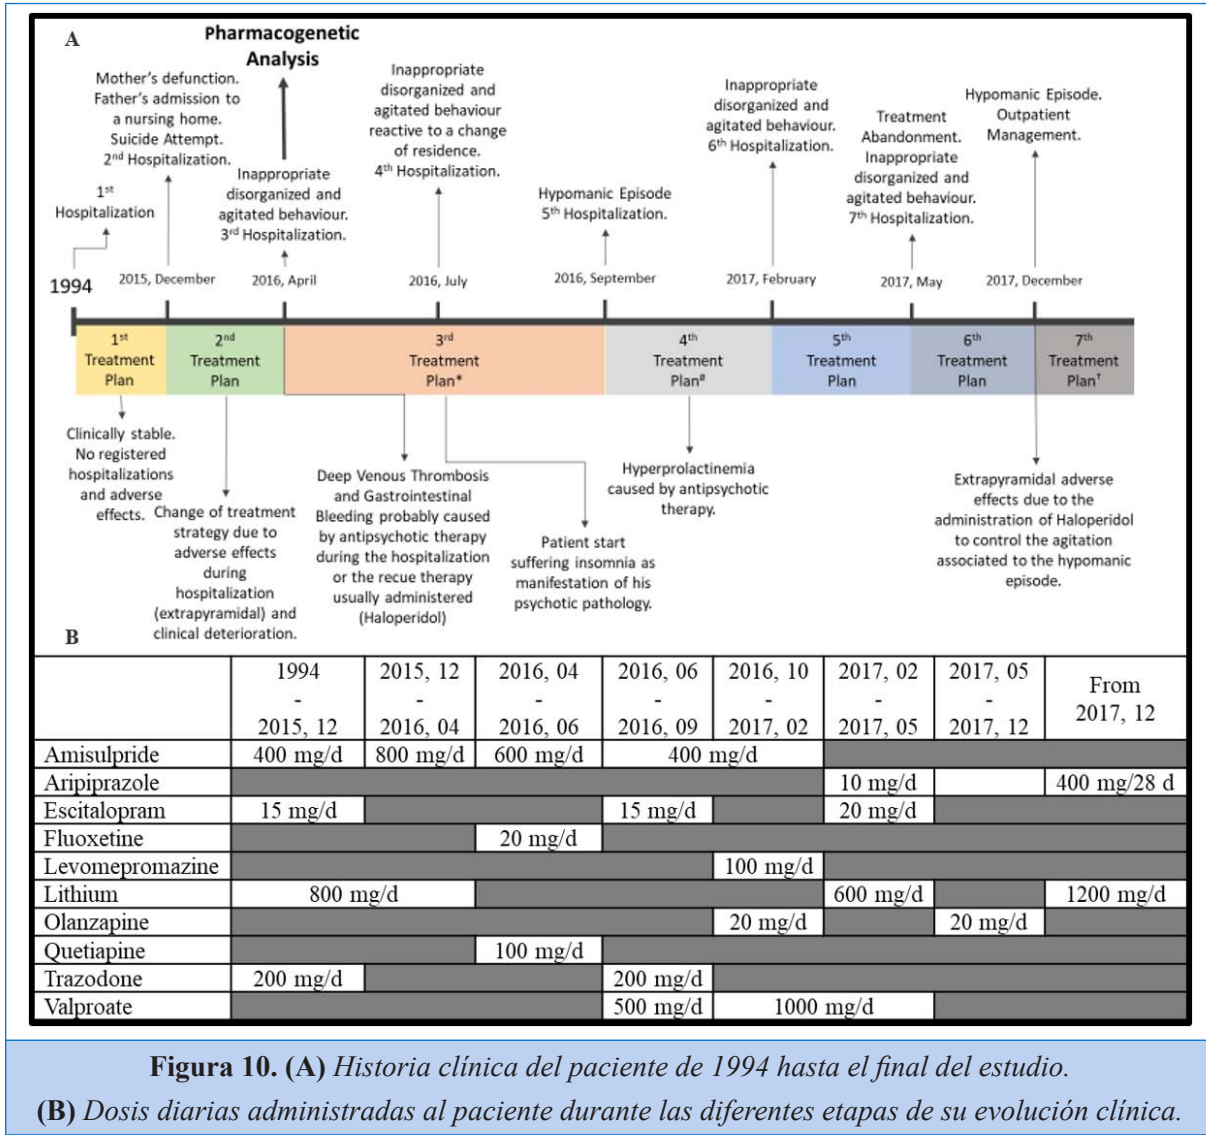 A
Pharmacogenetic
Analysis
Mother's defunction.
Father's admission to
a nursing home.
Suicide Attempt.
2nd Hospitalization.
1st
Hospitalization
Inappropriate
disorganized and
agitated behaviour.
3rd Hospitalization.
Inappropriate
disorganized and
agitated behaviour
reactive to a change
of residence.
4th Hospitalization.
Hypomanic Episode
5th Hospitalization.
Inappropriate
disorganized and
agitated behaviour.
6th Hospitalization.
Treatment
Abandonment.
Inappropriate
disorganized and
agitated behaviour.
7th Hospitalization.
Hypomanic Episode.
Outpatient
Management.
1994
2015, December
2016, April
2016, July
2016, September
2017, February
2017, May
2017, December
1st
Treatment
Plan
2nd
Treatment
Plan
3rd
Treatment
Plan*
4th
Treatment
Plan#
5th
Treatment
Plan
6th
Treatment
Plan
7th
Treatment
Plan†
Clinically stable.
No registered
hospitalizations
and adverse
effects.
Change of treatment
strategy due to
adverse effects
during
hospitalization
(extrapyramidal) and
clinical deterioration.
Deep Venous Thrombosis
and Gastrointestinal
Bleeding probably caused
by antipsychotic therapy
during the hospitalization
or the recue therapy
usually administered
(Haloperidol)
Patient start
suffering insomnia as
manifestation of his
psychotic pathology.
Hyperprolactinemia
caused by antipsychotic
therapy.
Extrapyramidal adverse
effects due to the
administration of Haloperidol
to control the agitation
associated to the hypomanic
episode.
B
1994 - 2015, 12 2015, 12 - 2016, 04 2016, 04 - 2016, 06 2016, 06 - 2016, 09 2016, 10 - 2017, 02 2017, 02 - 2017, 05 2017, 05 - 2017, 12 From 2017, 12
Amisulpride 400 mg/d 800 mg/d 600 mg/d 400 mg/d
Aripiprazole 10 mg/d 400 mg/28 d
Escitalopram 15 mg/d 15 mg/d 20 mg/d
Fluoxetine 20 mg/d
Levomepromazine 100 mg/d
Lithium 800 mg/d 600 mg/d 1200 mg/d
Olanzapine 20 mg/d 20 mg/d
Quetiapine 100 mg/d
Trazodone 200 mg/d 200 mg/d
Valproate 500 mg/d 1000 mg/d
Figura 10. (A) Historia clínica del paciente de 1994 hasta el final del estudio.
(B) Dosis diarias administradas al paciente durante las diferentes etapas de su evolución clínica.